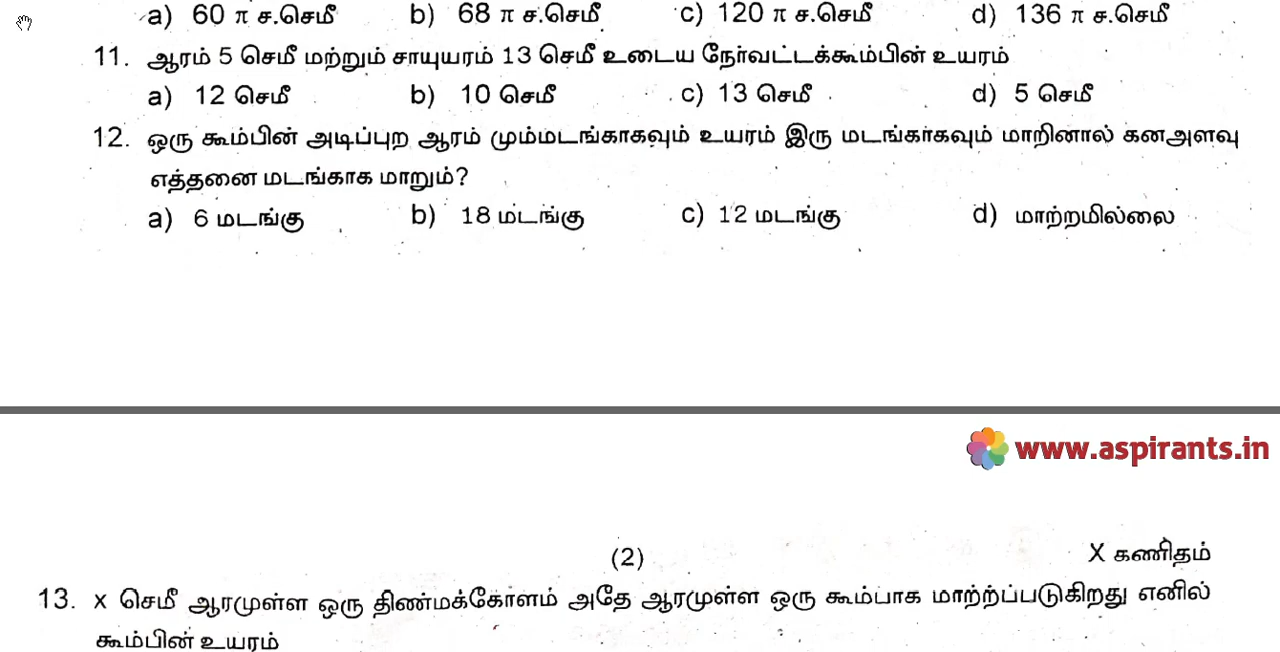 a) 60 π ச.செமீ b) 68 π ச.செமீ c) 120 π ச.செமீ d) 136 π ச.செமீ
11. ஆரம் 5 செமீ மற்றும் சாயுயரம் 13 செமீ உடைய நேர்வட்டக்கூம்பின் உயரம்
a) 12 செமீ b) 10 செமீ c) 13 செமீ d) 5 செமீ
12. ஒரு கூம்பின் அடிப்புற ஆரம் மும்மடங்காகவும் உயரம் இரு மடங்காகவும் மாறினால் கனஅளவு
எத்தனை மடங்காக மாறும்?
a) 6 மடங்கு b) 18 மடங்கு c) 12 மடங்கு d) மாற்றமில்லை
www.aspirants.in
(2) X கணிதம்
13. x செமீ ஆரமுள்ள ஒரு திண்மக்கோளம் அதே ஆரமுள்ள ஒரு கூம்பாக மாற்ற்ப்படுகிறது எனில்
கூம்பின் உயரம்